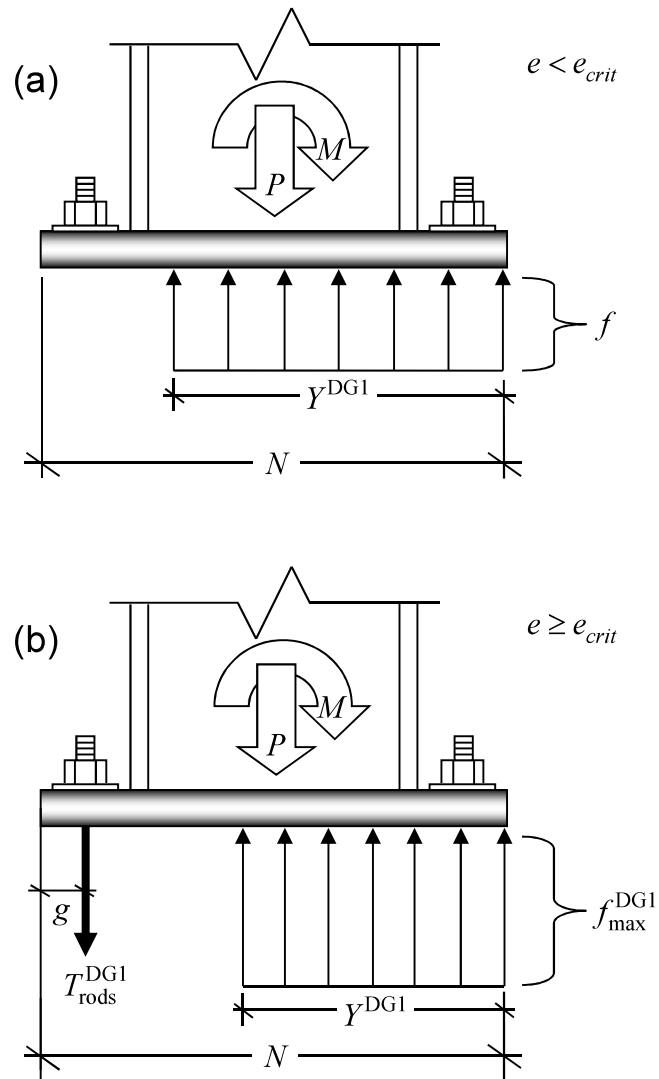 (a)
e < e_crit
M
P
f
Y^DG1
N
(b)
e ≥ e_crit
M
P
g
f_max^DG1
T_rods^DG1
Y^DG1
N